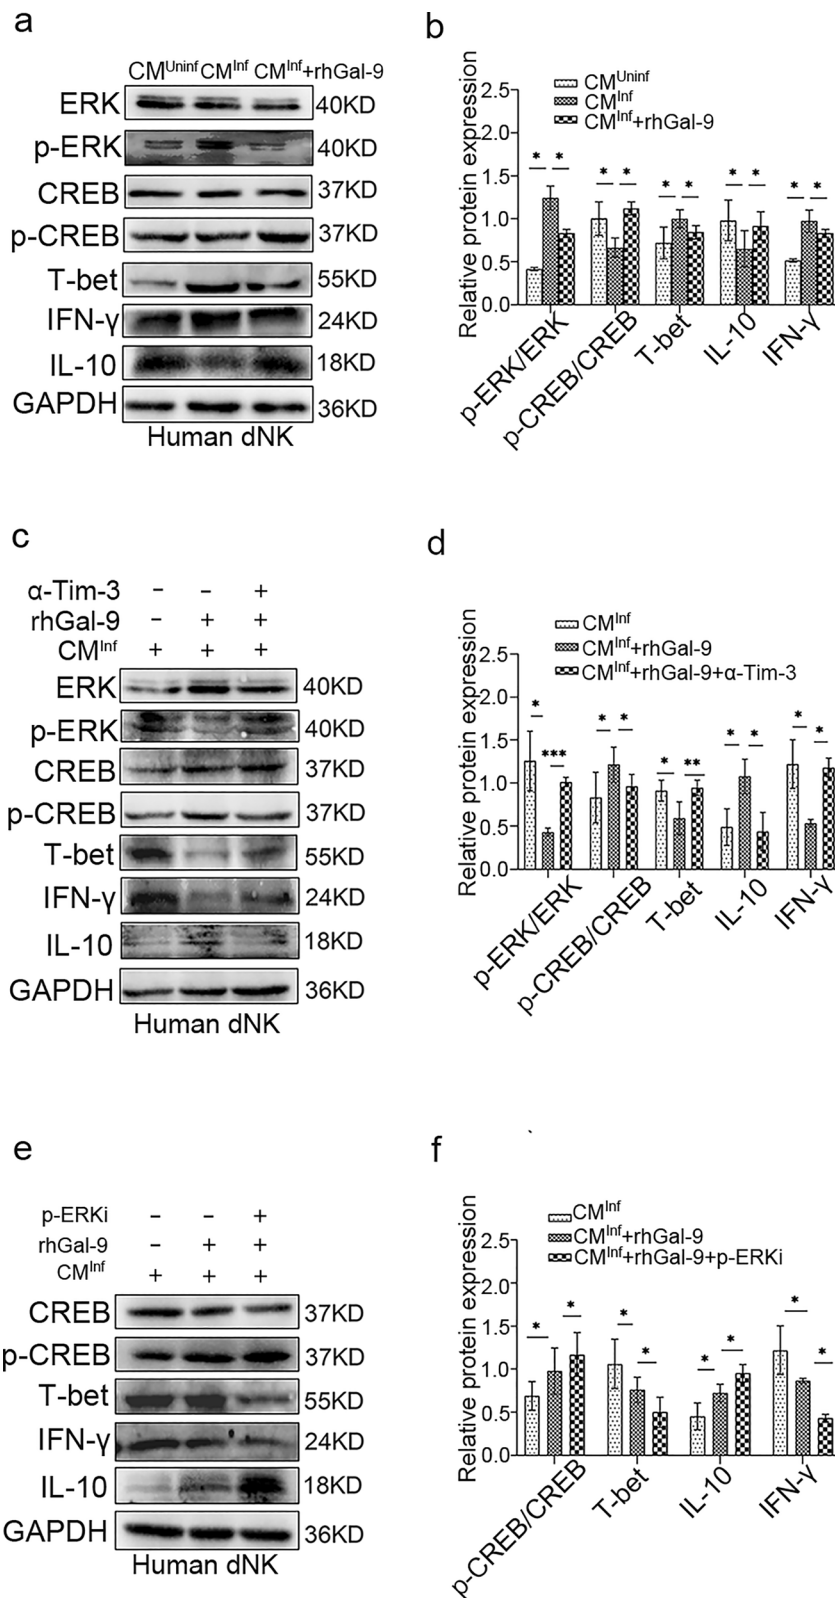 a
CMUninf CMInf CMInf+rhGal-9
ERK 40KD
p-ERK 40KD
CREB 37KD
p-CREB 37KD
T-bet 55KD
IFN-γ 24KD
IL-10 18KD
GAPDH 36KD
Human dNK
b
CMUninf
CMInf
CMInf+rhGal-9
Relative protein expression
2.5
2.0
1.5
1.0
0.5
0.0
* * * * * * * * * *
p-ERK/ERK
p-CREB/CREB
T-bet
IL-10
IFN-γ
c
α-Tim-3 - - +
rhGal-9 - + +
CMInf + + +
ERK 40KD
p-ERK 40KD
CREB 37KD
p-CREB 37KD
T-bet 55KD
IFN-γ 24KD
IL-10 18KD
GAPDH 36KD
Human dNK
d
CMInf
CMInf+rhGal-9
CMInf+rhGal-9+α-Tim-3
Relative protein expression
2.5
2.0
1.5
1.0
0.5
0.0
* *** * * * ** * * * *
p-ERK/ERK
p-CREB/CREB
T-bet
IL-10
IFN-γ
e
p-ERKi - - +
rhGal-9 - + +
CMInf + + +
CREB 37KD
p-CREB 37KD
T-bet 55KD
IFN-γ 24KD
IL-10 18KD
GAPDH 36KD
Human dNK
f
CMInf
CMInf+rhGal-9
CMInf+rhGal-9+p-ERKi
Relative protein expression
2.5
2.0
1.5
1.0
0.5
0.0
* * * * * * * *
p-CREB/CREB
T-bet
IL-10
IFN-γ